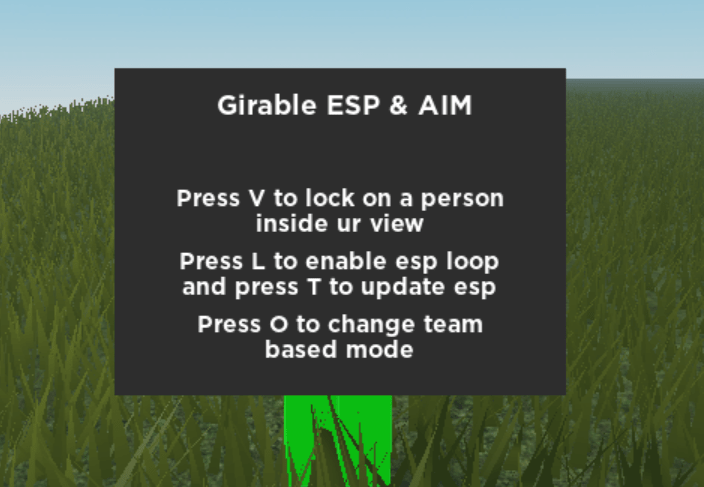 Girable ESP & AIM
Press V to lock on a person
inside ur view
Press L to enable esp loop
and press T to update esp
Press O to change team
based mode